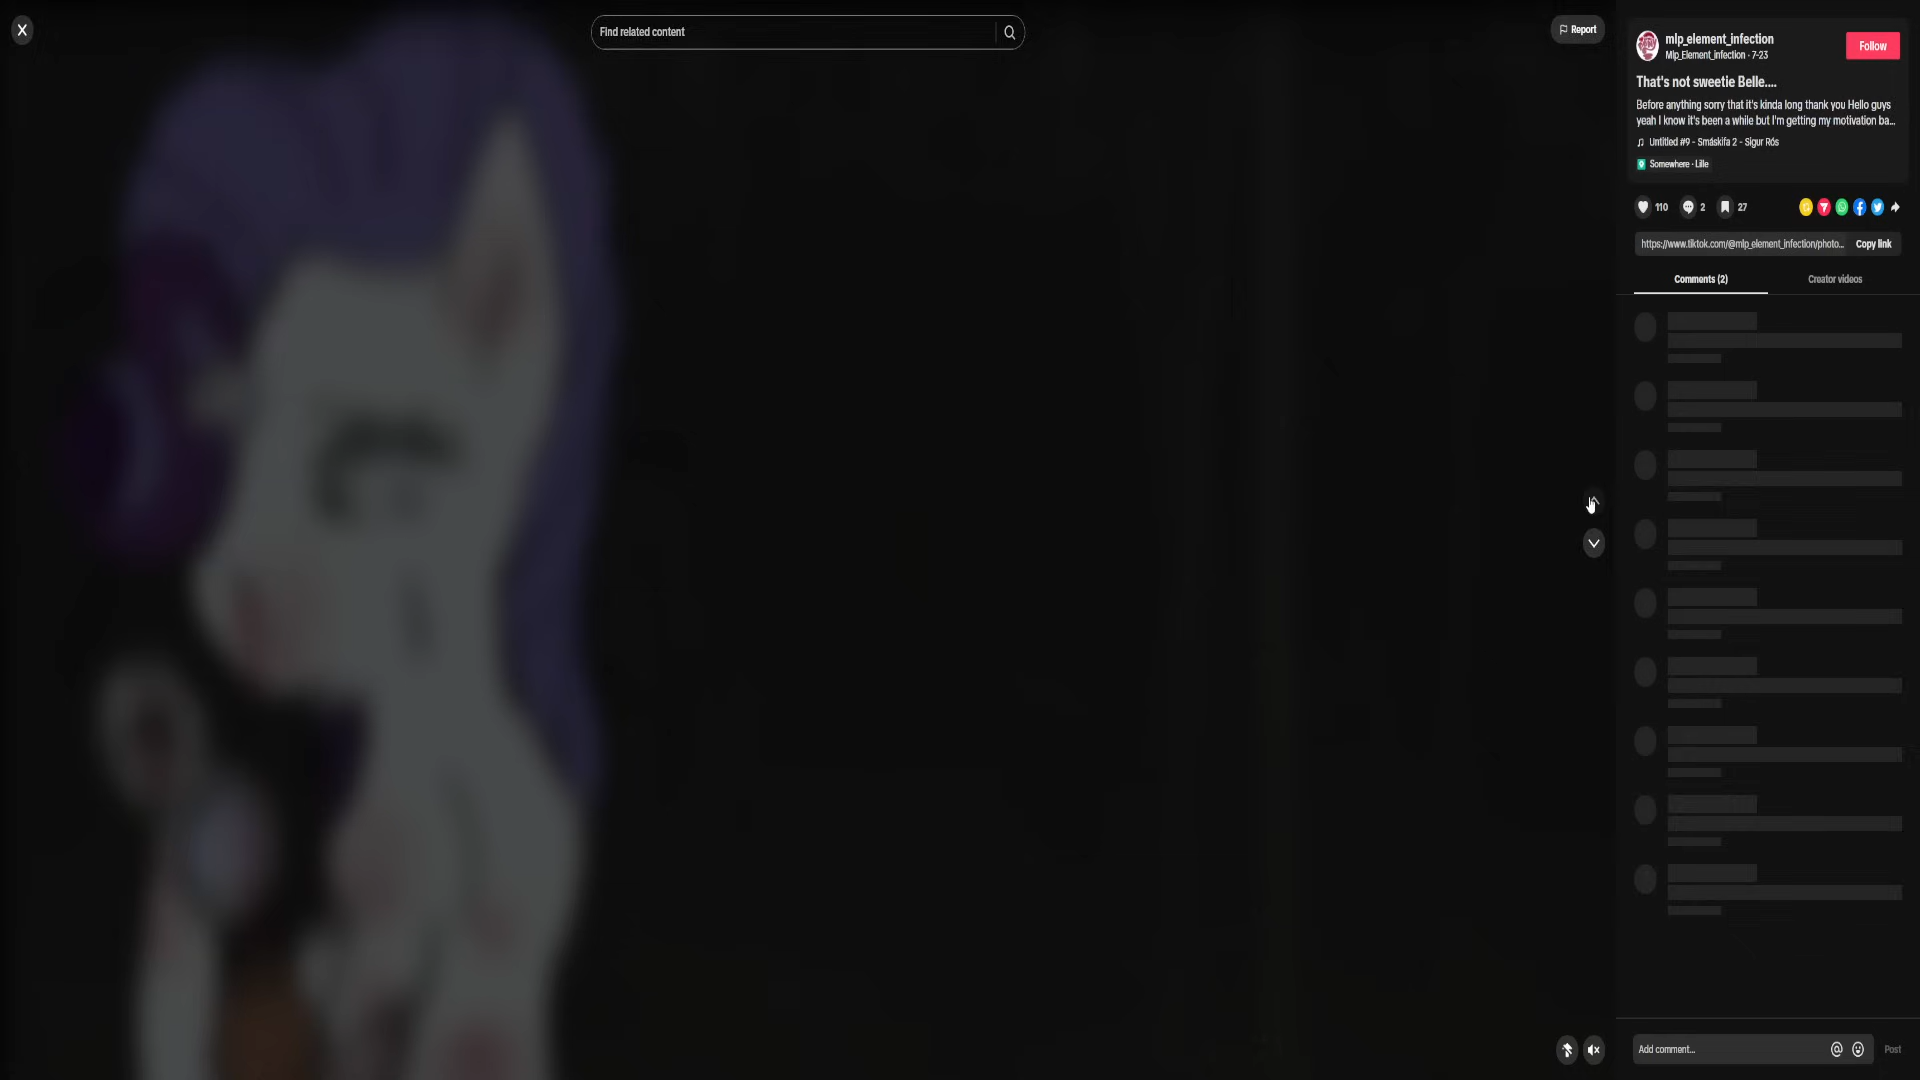 Find related content
Report
mlp_element_infection
Mlp_Element_infection · 7-23
Follow
That's not sweetie Belle....
Before anything sorry that it's kinda long thank you Hello guys
yeah I know it's been a while but I'm getting my motivation ba...
Untitled #9 - Smáskifa 2 - Sigur Rós
Somewhere · Lille
110
2
27
https://www.tiktok.com/@mlp_element_infection/photo...
Copy link
Comments (2)
Creator videos
Add comment...
Post